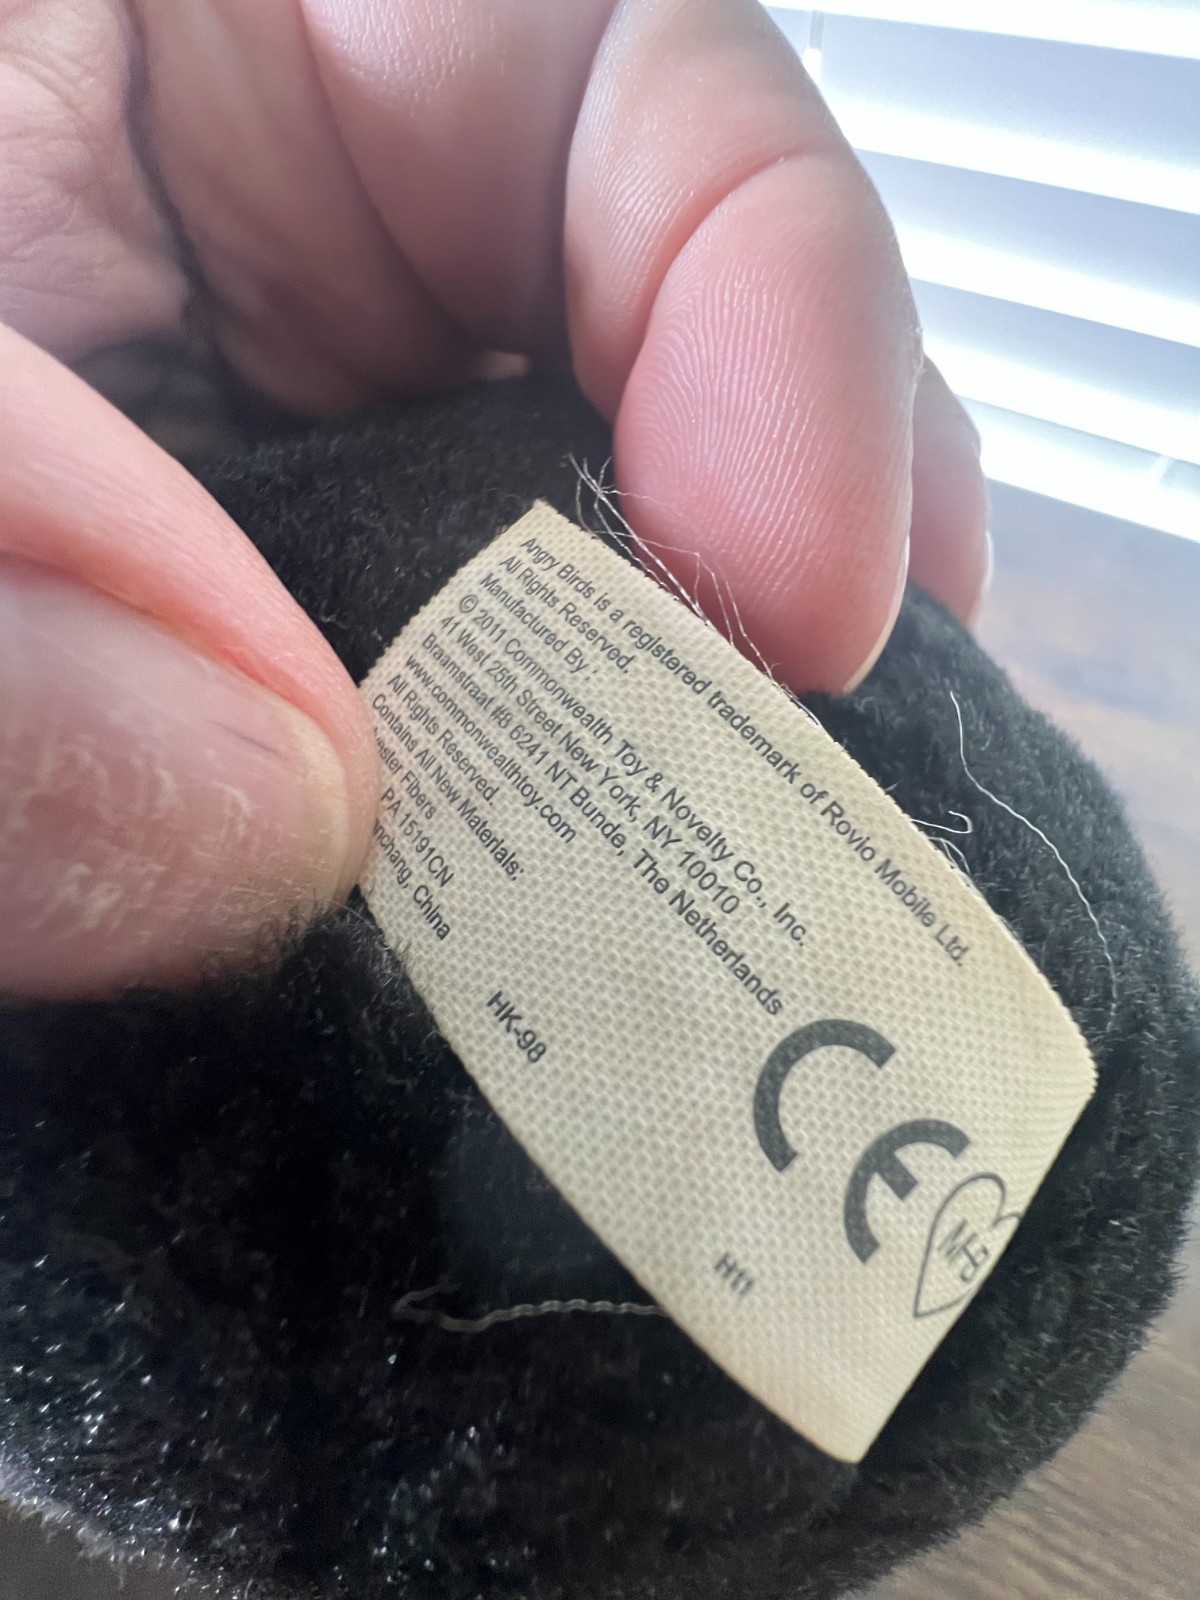 Angry Birds is a registered trademark of Rovio Mobile Ltd.
All Rights Reserved.
Manufactured By :
© 2011 Commonwealth Toy & Novelty Co., Inc.
41 West 25th Street New York, NY 10010
Braamstraat #8 6241 NT Bunde, The Netherlands
www.commonwealthtoy.com
All Rights Reserved.
Contains All New Materials:
Fibers
PA 15191CN
China
HK-98
CE
H11